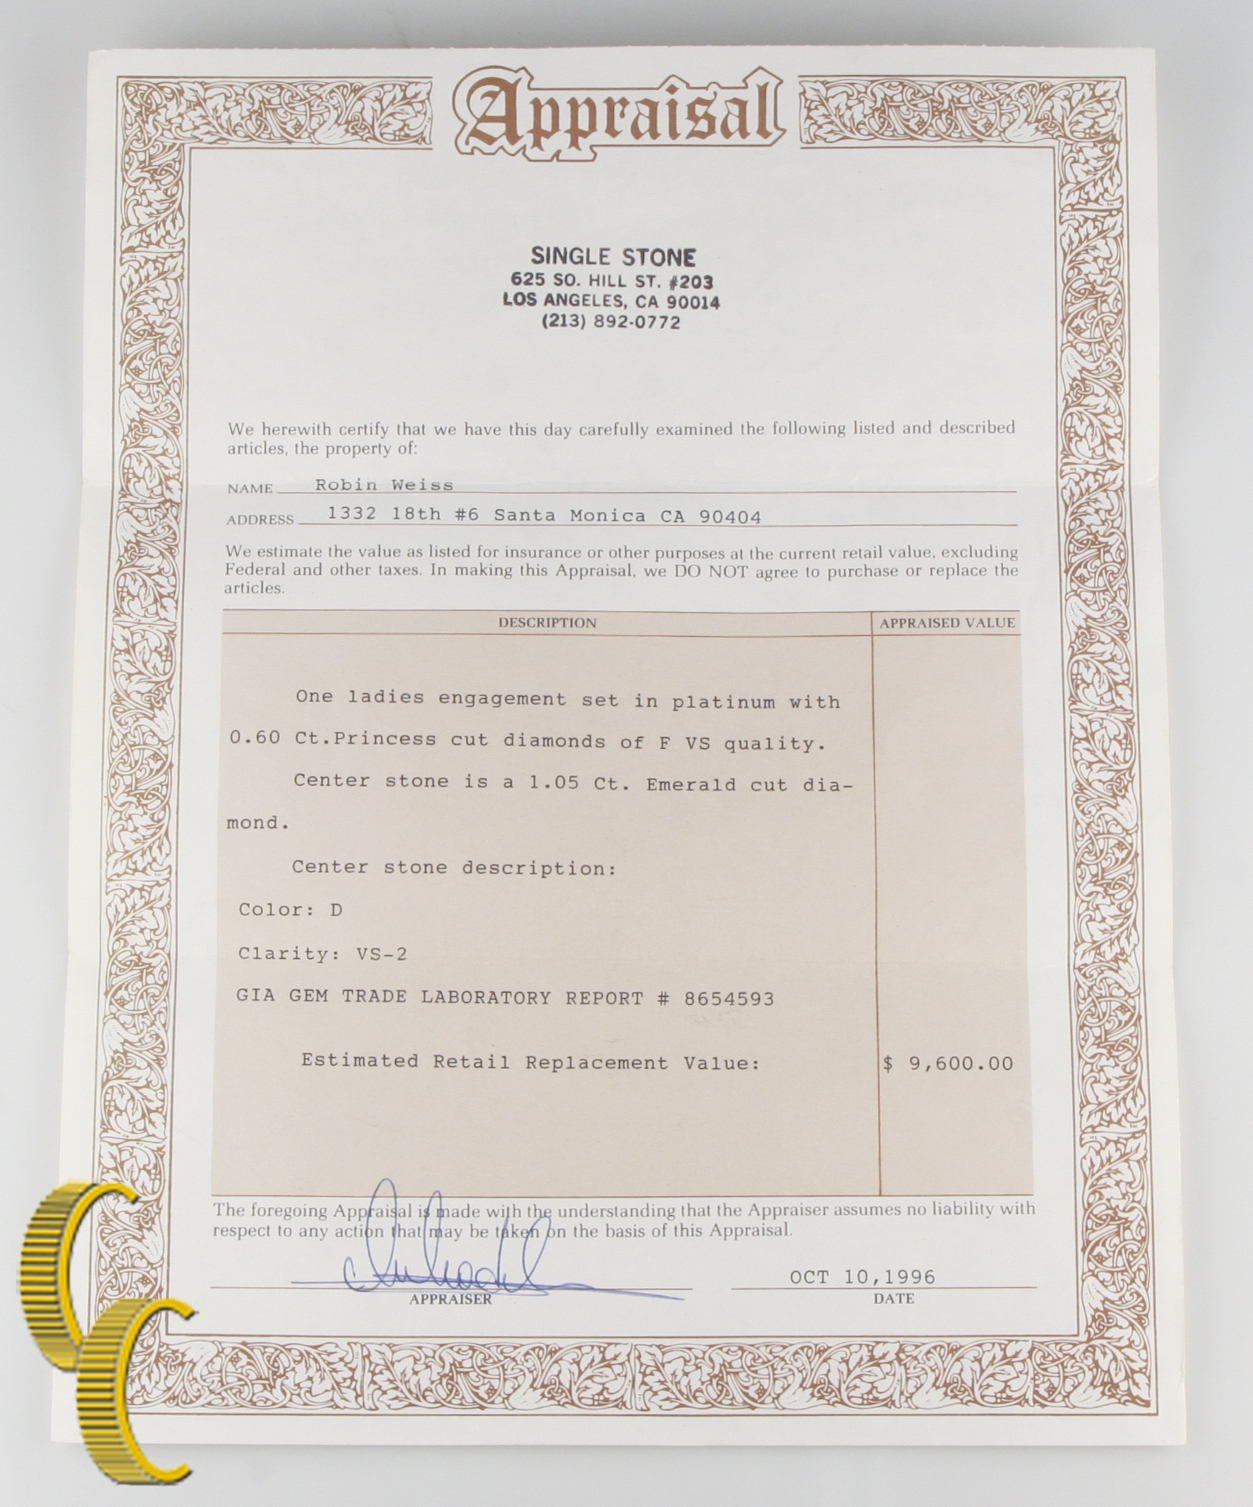 Appraisal
SINGLE STONE
625 SO. HILL ST. #203
LOS ANGELES, CA 90014
(213) 892-0772
We herewith certify that we have this day carefully examined the following listed and described
articles, the property of:
NAME Robin Weiss
ADDRESS 1332 18th #6 Santa Monica CA 90404
We estimate the value as listed for insurance or other purposes at the current retail value, excluding
Federal and other taxes. In making this Appraisal, we DO NOT agree to purchase or replace the
articles.
DESCRIPTION APPRAISED VALUE
One ladies engagement set in platinum with
0.60 Ct.Princess cut diamonds of F VS quality.
Center stone is a 1.05 Ct. Emerald cut dia-
mond.
Center stone description:
Color: D
Clarity: VS-2
GIA GEM TRADE LABORATORY REPORT # 8654593
Estimated Retail Replacement Value: $ 9,600.00
The foregoing Appraisal is made with the understanding that the Appraiser assumes no liability with
respect to any action that may be taken on the basis of this Appraisal.
OCT 10,1996
APPRAISER DATE
CC